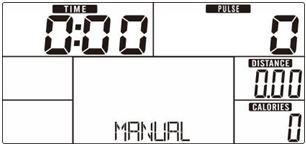 TIME PULSE
0:00 0
DISTANCE
0.00
CALORIES
MANUAL 0